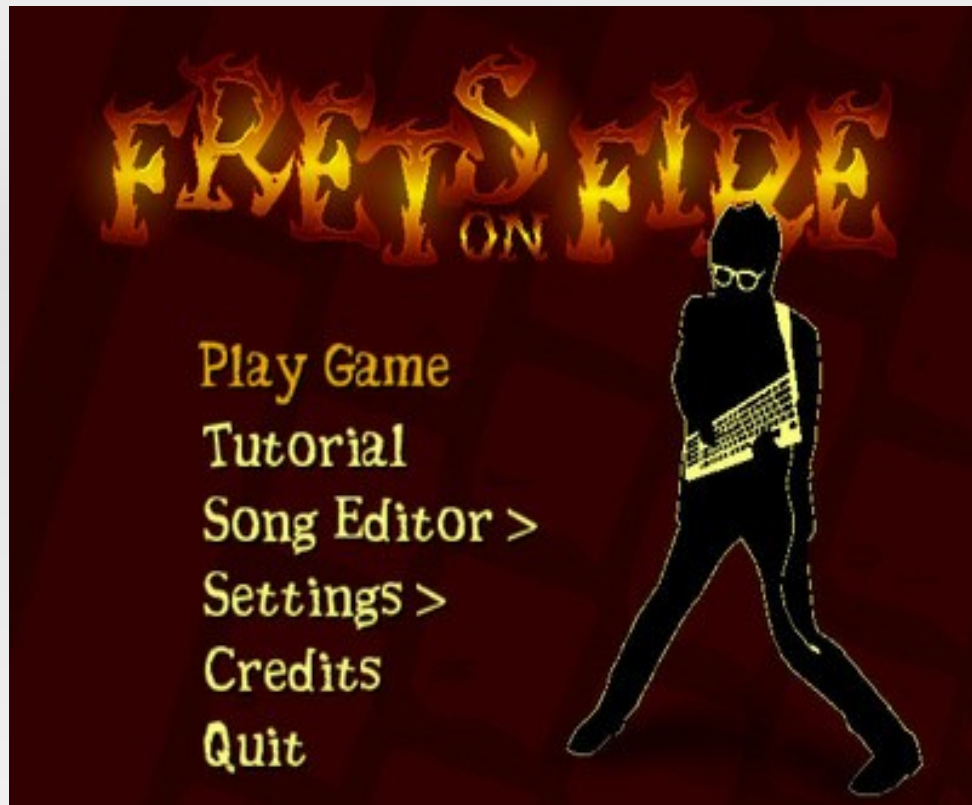 FRETS ON FIRE
Play Game
Tutorial
Song Editor >
Settings >
Credits
Quit